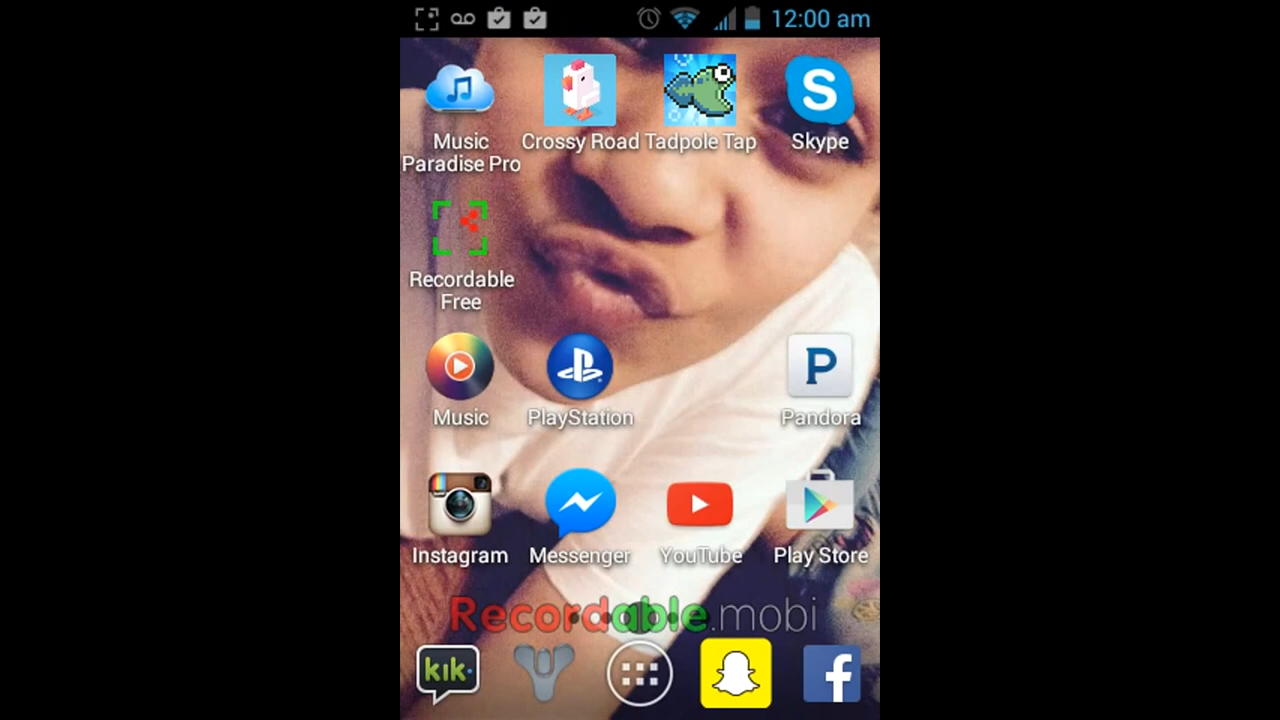 12:00 am
Music
Paradise Pro
Crossy Road
Tadpole Tap
S
Skype
Recordable
Free
Music
PlayStation
P
Pandora
Instagram
Messenger
YouTube
Play Store
Recordable.mobi
kik
f